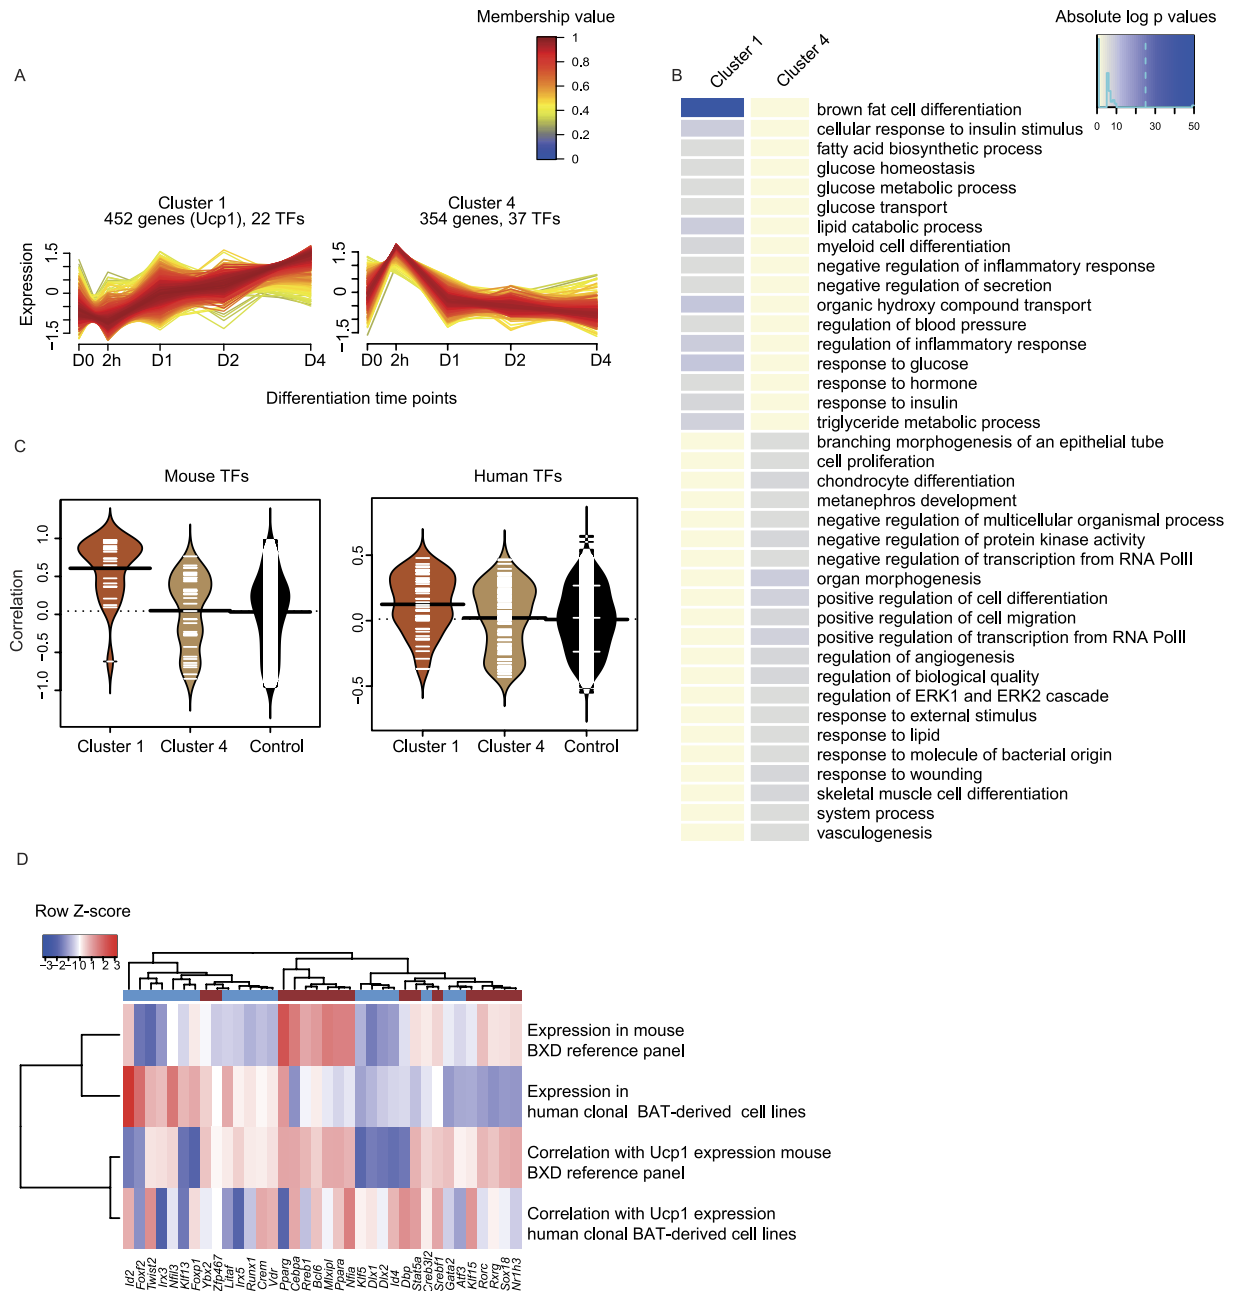 Membership value
1
0.8
0.6
0.4
0.2
0
A
Cluster 1
452 genes (Ucp1), 22 TFs
Cluster 4
354 genes, 37 TFs
Expression
1.5
0
−1.5
1.5
0
−1.5
D0 2h D1 D2 D4
D0 2h D1 D2 D4
Differentiation time points
B
Cluster 1
Cluster 4
Absolute log p values
0 10 30 50
brown fat cell differentiation
cellular response to insulin stimulus
fatty acid biosynthetic process
glucose homeostasis
glucose metabolic process
glucose transport
lipid catabolic process
myeloid cell differentiation
negative regulation of inflammatory response
negative regulation of secretion
organic hydroxy compound transport
regulation of blood pressure
regulation of inflammatory response
response to glucose
response to hormone
response to insulin
triglyceride metabolic process
branching morphogenesis of an epithelial tube
cell proliferation
chondrocyte differentiation
metanephros development
negative regulation of multicellular organismal process
negative regulation of protein kinase activity
negative regulation of transcription from RNA PolII
organ morphogenesis
positive regulation of cell differentiation
positive regulation of cell migration
positive regulation of transcription from RNA PolII
regulation of angiogenesis
regulation of biological quality
regulation of ERK1 and ERK2 cascade
response to external stimulus
response to lipid
response to molecule of bacterial origin
response to wounding
skeletal muscle cell differentiation
system process
vasculogenesis
C
Mouse TFs
Human TFs
Correlation
1.0
0.5
0.0
−0.5
−1.0
0.5
0.0
−0.5
Cluster 1 Cluster 4 Control
Cluster 1 Cluster 4 Control
D
Row Z-score
−3−2−10 1 2 3
Expression in mouse
BXD reference panel
Expression in
human clonal BAT-derived cell lines
Correlation with Ucp1 expression mouse
BXD reference panel
Correlation with Ucp1 expression
human clonal BAT-derived cell lines
Id2
Foxf2
Twist2
Irx3
Nfil3
Klf13
Foxp1
Ybx2
Zfp467
Litaf
Irx5
Runx1
Crem
Vdr
Pparg
Cebpa
Rreb1
Bcl6
Mlxipl
Ppara
Nfia
Klf5
Dlx1
Dlx2
Id4
Dbp
Stat5a
Creb3l2
Srebf1
Gata2
Atf3
Klf15
Rorc
Rxrg
Sox18
Nr1h3